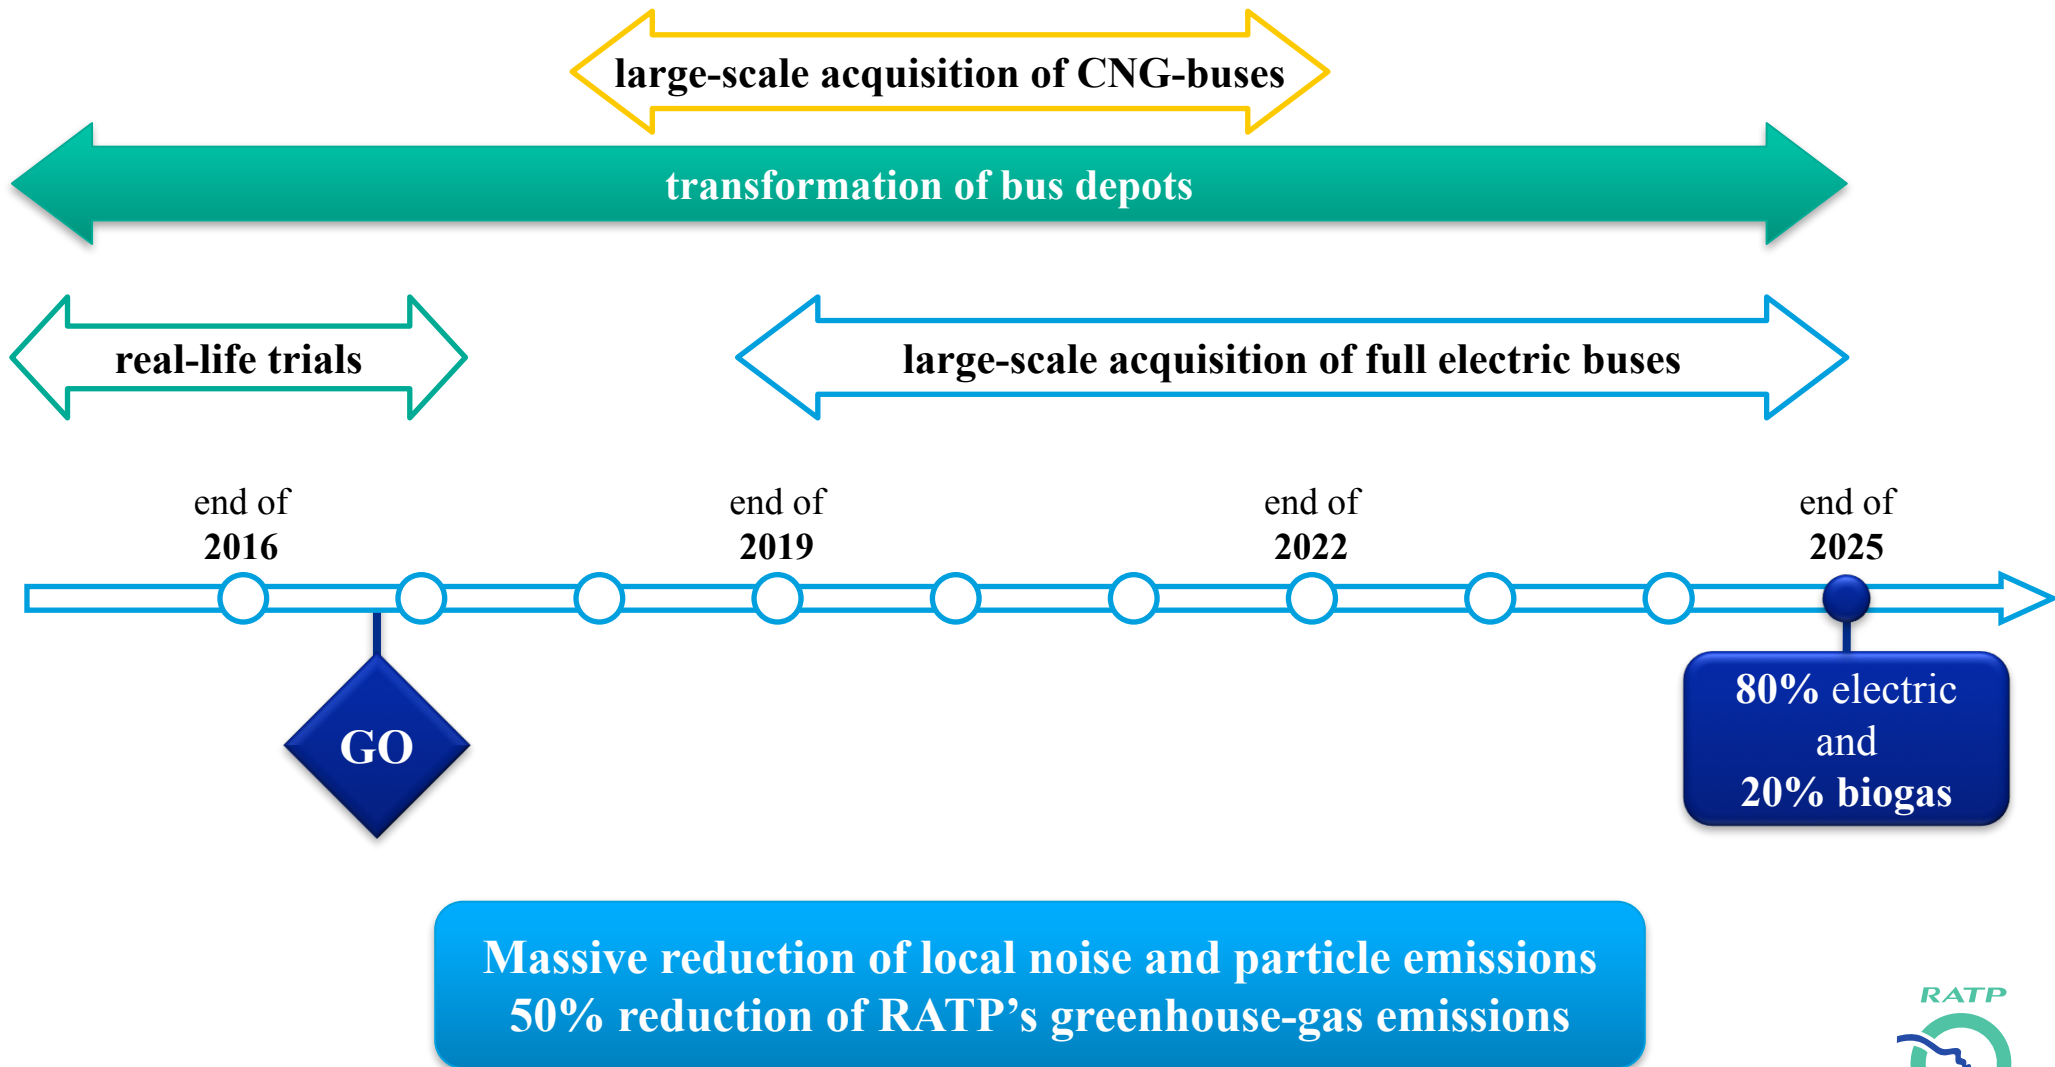 large-scale acquisition of CNG-buses
transformation of bus depots
real-life trials
large-scale acquisition of full electric buses
end of
2016
end of
2019
end of
2022
end of
2025
GO
80% electric
and
20% biogas
Massive reduction of local noise and particle emissions
50% reduction of RATP’s greenhouse-gas emissions
RATP